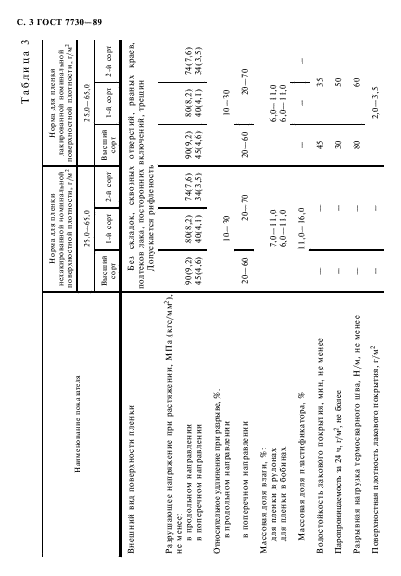 С. 3 ГОСТ 7730—89
Таблица 3
Наименование показателя
Норма для пленки
нелакированной номинальной
поверхностной плотности, г/м²
Норма для пленки
лакированной номинальной
поверхностной плотности, г/м²
25,0—65,0
25,0—65,0
Высший
сорт
1-й сорт
2-й сорт
Высший
сорт
1-й сорт
2-й сорт
Внешний вид поверхности пленки
Без складок, сквозных отверстий, рваных краев,
подтеков лака, посторонних включений, трещин
Допускается рифленость
Разрушающее напряжение при растяжении, МПа (кгс/мм²),
не менее:
в продольном направлении
90(9,2) 80(8,2) 74(7,6) 90(9,2) 80(8,2) 74(7,6)
в поперечном направлении
45(4,6) 40(4,1) 34(3,5) 45(4,6) 40(4,1) 34(3,5)
Относительное удлинение при разрыве, %:
в продольном направлении
10—30 10—30
в поперечном направлении
20—60 20—70 20—60 20—70
Массовая доля влаги, %:
для пленки в рулонах
7,0—11,0 6,0—11,0
для пленки в бобинах
6,0—11,0 6,0—11,0
Массовая доля пластификатора, %
11,0—16,0 — — —
Водостойкость лакового покрытия, мин, не менее
— — 45 35
Паропроницаемость за 24 ч, г/м², не более
— — 30 50
Разрывная нагрузка термосварного шва, Н/м, не менее
— — 80 60
Поверхностная плотность лакового покрытия, г/м²
— — 2,0—3,5